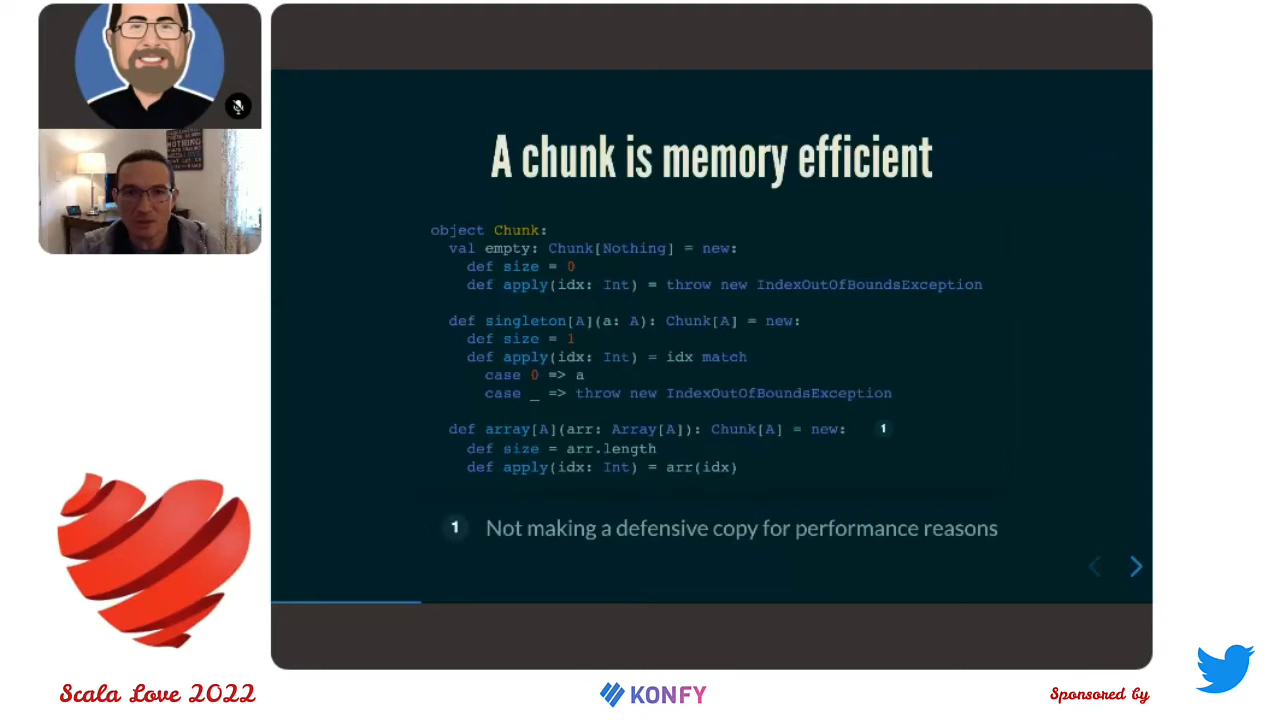 A chunk is memory efficient
object Chunk:
val empty: Chunk[Nothing] = new:
def size = 0
def apply(idx: Int) = throw new IndexOutOfBoundsException
def singleton[A](a: A): Chunk[A] = new:
def size = 1
def apply(idx: Int) = idx match
case 0 => a
case _ => throw new IndexOutOfBoundsException
def array[A](arr: Array[A]): Chunk[A] = new: 1
def size = arr.length
def apply(idx: Int) = arr(idx)
1 Not making a defensive copy for performance reasons
Scala Love 2022
KONFY
Sponsored by